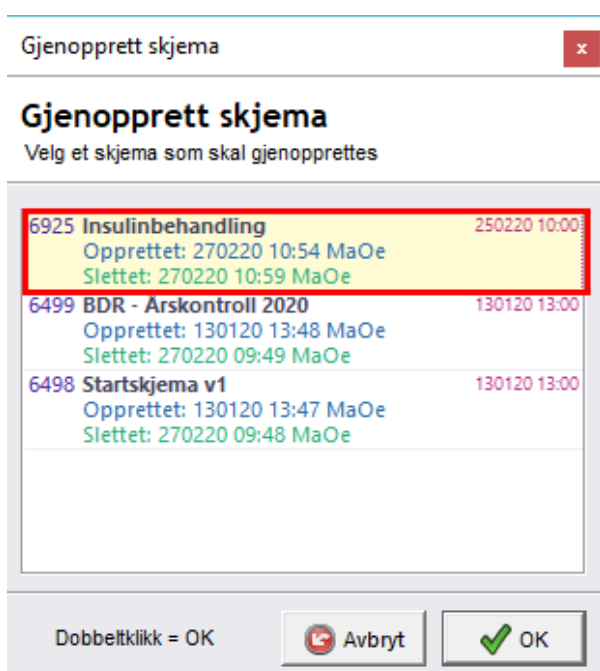 Gjenopprett skjema
x
Gjenopprett skjema
Velg et skjema som skal gjenopprettes
6925 Insulinbehandling 250220 10:00
Opprettet: 270220 10:54 MaOe
Slettet: 270220 10:59 MaOe
6499 BDR - Årskontroll 2020 130120 13:00
Opprettet: 130120 13:48 MaOe
Slettet: 270220 09:49 MaOe
6498 Startskjema v1 130120 13:00
Opprettet: 130120 13:47 MaOe
Slettet: 270220 09:48 MaOe
Dobbeltklikk = OK Avbryt OK